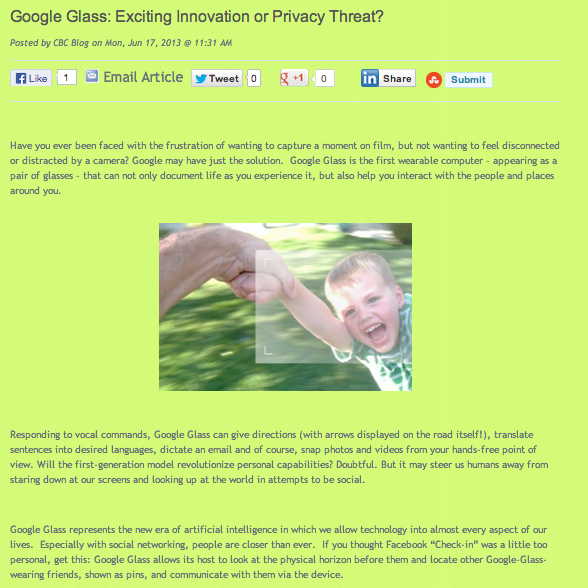 Google Glass: Exciting Innovation or Privacy Threat?
Posted by CBC Blog on Mon, Jun 17, 2013 @ 11:31 AM
Like 1 Email Article Tweet 0 +1 0 in Share Submit
Have you ever been faced with the frustration of wanting to capture a moment on film, but not wanting to feel disconnected
or distracted by a camera? Google may have just the solution.  Google Glass is the first wearable computer – appearing as a
pair of glasses – that can not only document life as you experience it, but also help you interact with the people and places
around you.
Responding to vocal commands, Google Glass can give directions (with arrows displayed on the road itself!), translate
sentences into desired languages, dictate an email and of course, snap photos and videos from your hands-free point of
view. Will the first-generation model revolutionize personal capabilities? Doubtful. But it may steer us humans away from
staring down at our screens and looking up at the world in attempts to be social.
Google Glass represents the new era of artificial intelligence in which we allow technology into almost every aspect of our
lives.  Especially with social networking, people are closer than ever.  If you thought Facebook “Check-in” was a little too
personal, get this: Google Glass allows its host to look at the physical horizon before them and locate other Google-Glass-
wearing friends, shown as pins, and communicate with them via the device.